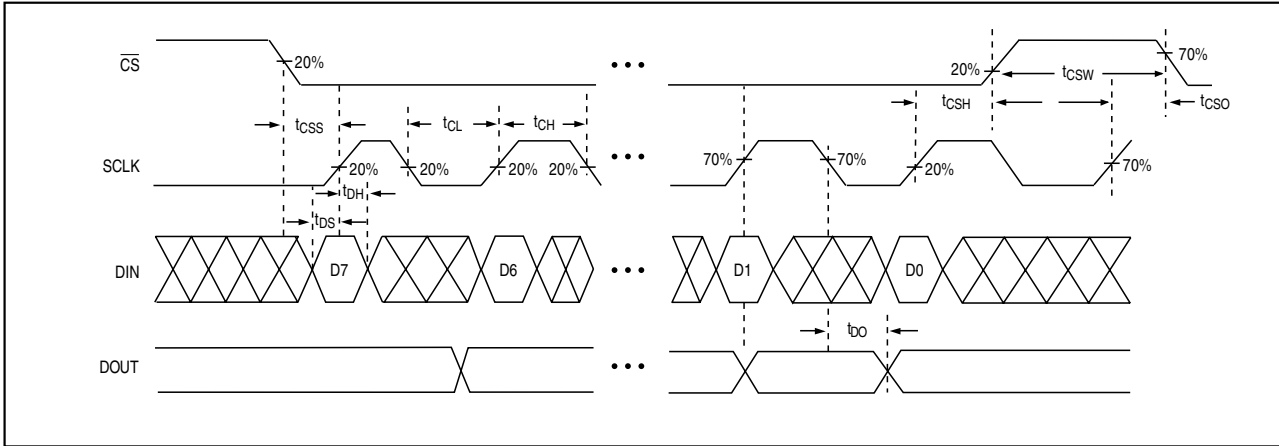 CS
20%
• • •
20%
tCSW
70%
tCSS
tCL
tCH
tCSH
tCSO
SCLK
20%
20%
20%
20%
• • •
70%
70%
20%
70%
tDH
tDS
DIN
D7
D6
• • •
D1
D0
tDO
DOUT
• • •